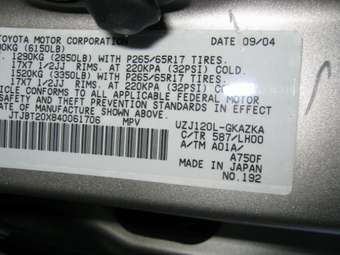 TOYOTA MOTOR CORPORATION DATE 09/04
(6150LB)
1290KG (2850LB) WITH P265/65R17 TIRES.
17X7 1/2JJ RIMS. AT 220KPA (32PSI) COLD.
1520KG (3350LB) WITH P265/65R17 TIRES.
17X7 1/2JJ RIMS. AT 220KPA (32PSI) COLD.
CONFORMS TO ALL APPLICABLE FEDERAL MOTOR
SAFETY AND THEFT PREVENTION STANDARDS IN EFFECT
DATE OF MANUFACTURE SHOWN ABOVE.
JTJBT20X840061706 MPV UZJ120L-GKAZKA
C/TR 587/LH00
A/TM A01A/
A750F
MADE IN JAPAN
NO.192